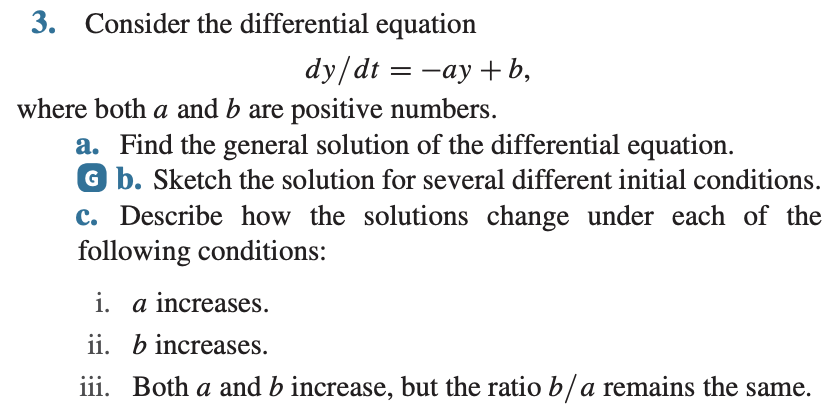 3. Consider the differential equation
dy/dt = −ay + b,
where both a and b are positive numbers.
a. Find the general solution of the differential equation.
G b. Sketch the solution for several different initial conditions.
c. Describe how the solutions change under each of the
following conditions:
i. a increases.
ii. b increases.
iii. Both a and b increase, but the ratio b/a remains the same.